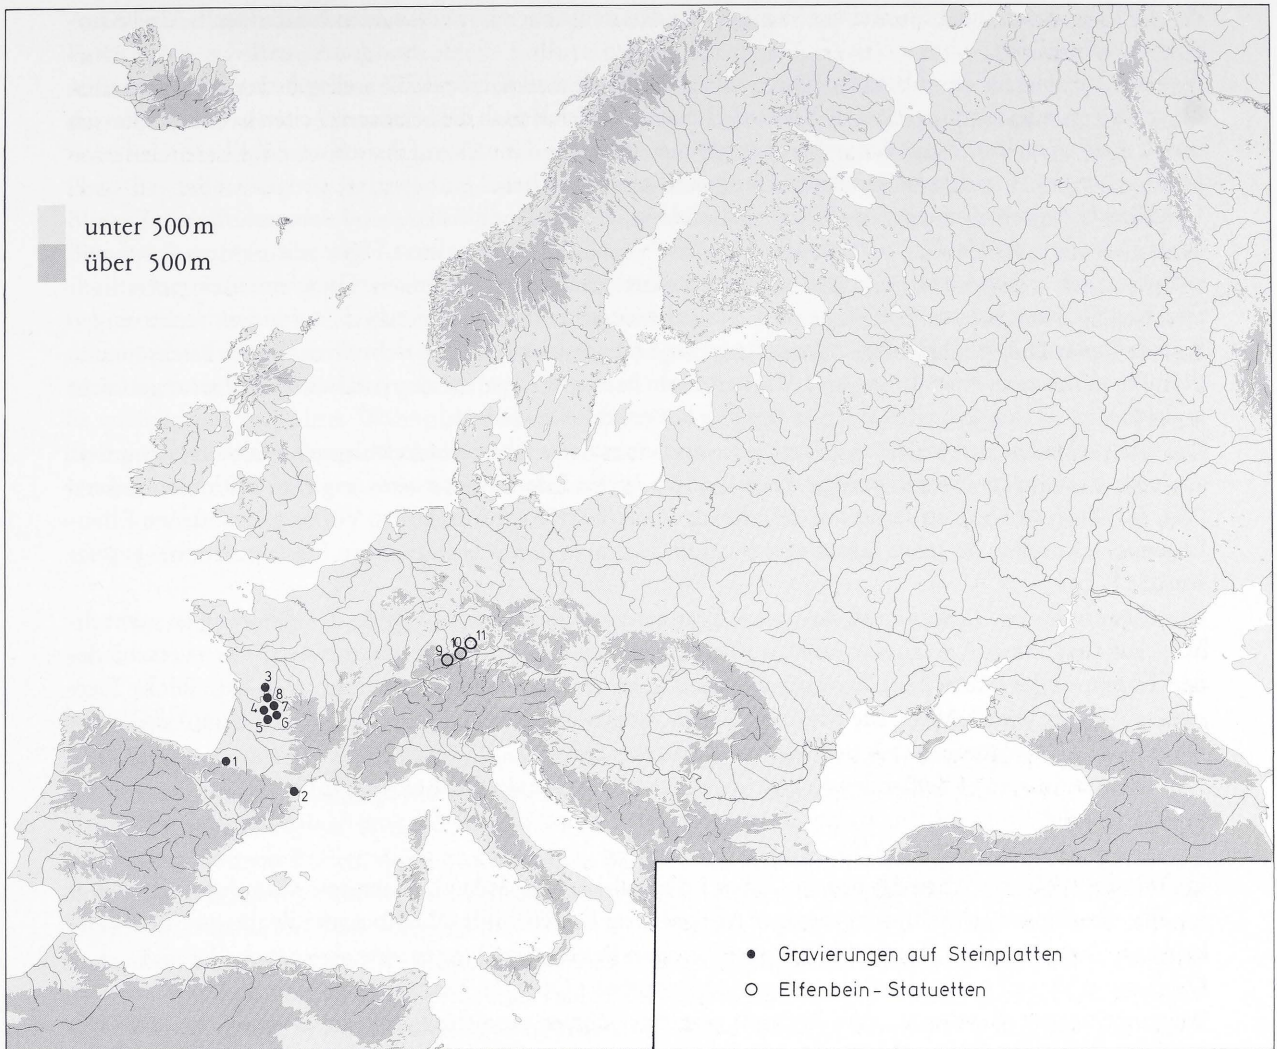 unter 500m
über 500m
11
10
9
3
8
7
4
6
5
1
2
Gravierungen auf Steinplatten
Elfenbein-Statuetten